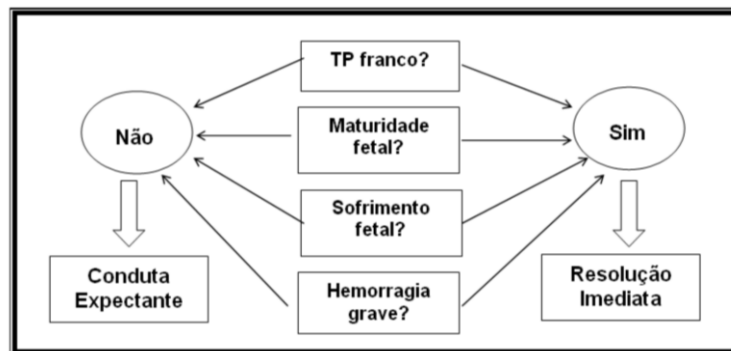 TP franco?
Não
Maturidade
fetal?
Sim
Sofrimento
fetal?
Conduta
Expectante
Hemorragia
grave?
Resolução
Imediata